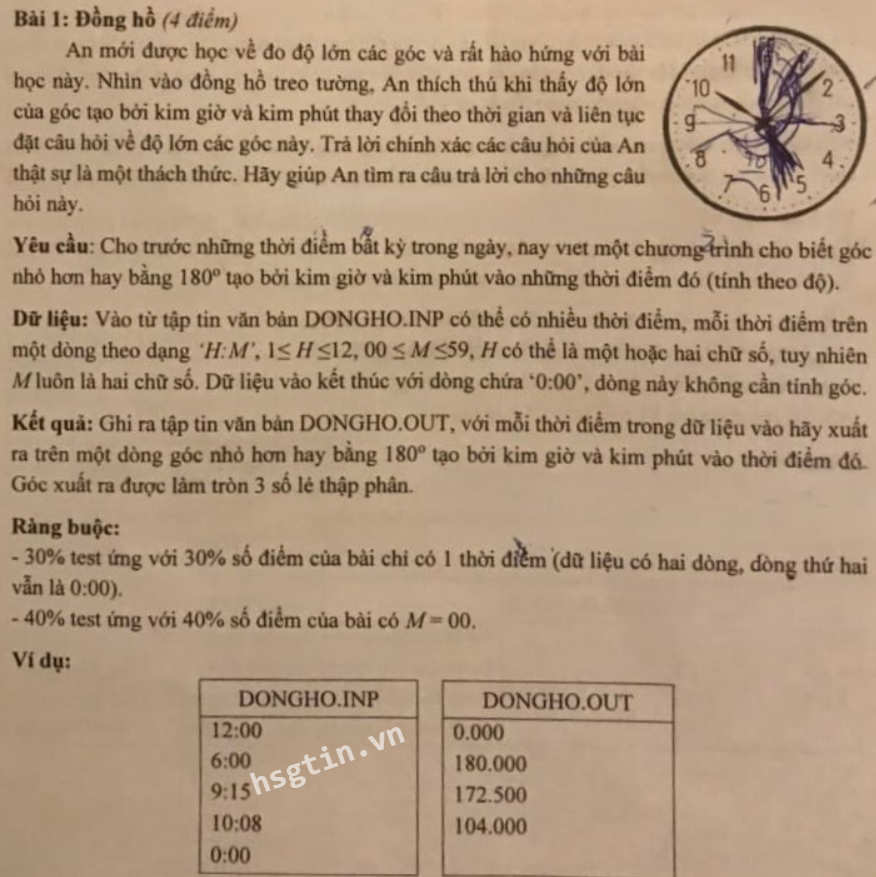 Bài 1: Đồng hồ (4 điểm)
An mới được học về đo độ lớn các góc và rất hào hứng với bài
học này. Nhìn vào đồng hồ treo tường, An thích thú khi thấy độ lớn
của góc tạo bởi kim giờ và kim phút thay đổi theo thời gian và liên tục
đặt câu hỏi về độ lớn các góc này. Trả lời chính xác các câu hỏi của An
thật sự là một thách thức. Hãy giúp An tìm ra câu trả lời cho những câu
hỏi này.
11
10
2
9
3
8
4
7
6
5
Yêu cầu: Cho trước những thời điểm bất kỳ trong ngày, hãy viết một chương trình cho biết góc
nhỏ hơn hay bằng 180º tạo bởi kim giờ và kim phút vào những thời điểm đó (tính theo độ).
Dữ liệu: Vào từ tập tin văn bản DONGHO.INP có thể có nhiều thời điểm, mỗi thời điểm trên
một dòng theo dạng ‘H:M’, 1≤ H ≤12, 00 ≤ M ≤59, H có thể là một hoặc hai chữ số, tuy nhiên
M luôn là hai chữ số. Dữ liệu vào kết thúc với dòng chứa ‘0:00’, dòng này không cần tính góc.
Kết quả: Ghi ra tập tin văn bản DONGHO.OUT, với mỗi thời điểm trong dữ liệu vào hãy xuất
ra trên một dòng góc nhỏ hơn hay bằng 180º tạo bởi kim giờ và kim phút vào thời điểm đó.
Góc xuất ra được làm tròn 3 số lẻ thập phân.
Ràng buộc:
- 30% test ứng với 30% số điểm của bài chỉ có 1 thời điểm (dữ liệu có hai dòng, dòng thứ hai
vẫn là 0:00).
- 40% test ứng với 40% số điểm của bài có M = 00.
Ví dụ:
DONGHO.INP
12:00
6:00
9:15
10:08
0:00
DONGHO.OUT
0.000
180.000
172.500
104.000
hsgtin.vn